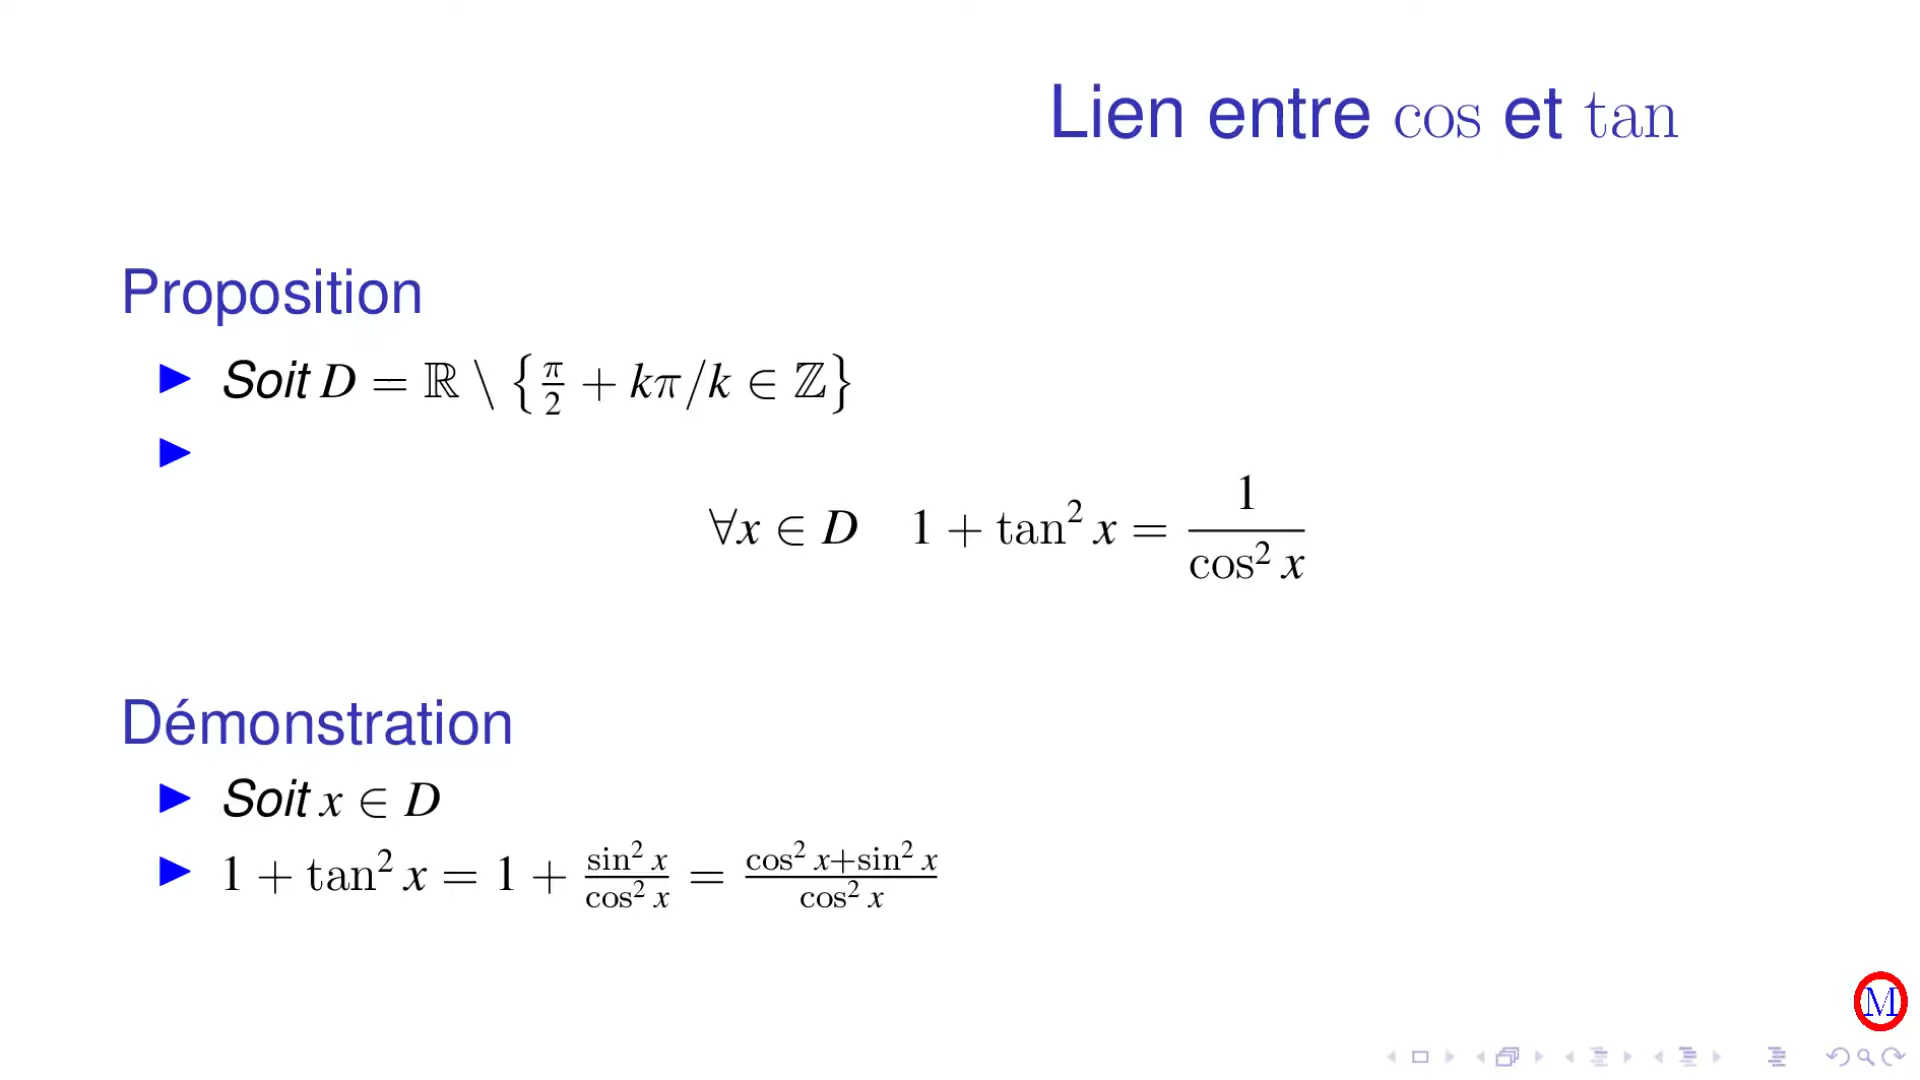 Lien entre cos et tan
Proposition
▶ Soit D = ℝ \ {π/2 + kπ/k ∈ ℤ}
▶
∀x ∈ D   1 + tan² x = 1/cos² x
Démonstration
▶ Soit x ∈ D
▶ 1 + tan² x = 1 + sin² x/cos² x = cos² x+sin² x/cos² x
M